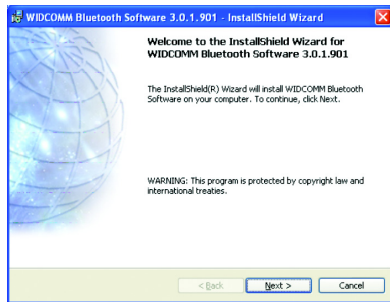 WIDCOMM Bluetooth Software 3.0.1.901 - InstallShield Wizard
Welcome to the InstallShield Wizard for
WIDCOMM Bluetooth Software 3.0.1.901
The InstallShield(R) Wizard will install WIDCOMM Bluetooth
Software on your computer. To continue, click Next.
WARNING: This program is protected by copyright law and
international treaties.
< Back
Next >
Cancel